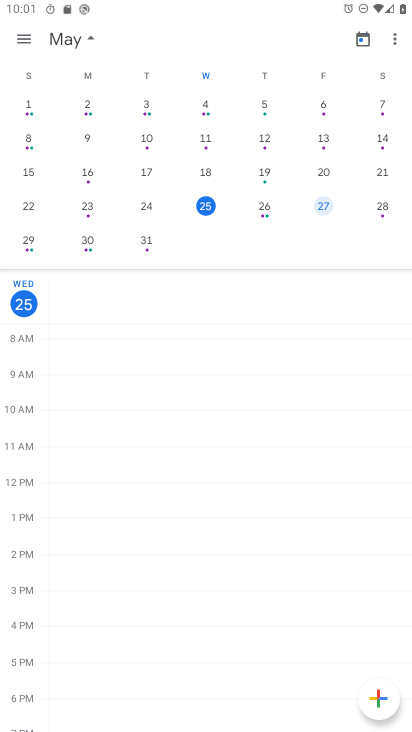 10:01
May
S M T W T F S
1 2 3 4 5 6 7
8 9 10 11 12 13 14
15 16 17 18 19 20 21
22 23 24 25 26 27 28
29 30 31
WED
25
8 AM
9 AM
10 AM
11 AM
12 PM
1 PM
2 PM
3 PM
4 PM
5 PM
6 PM